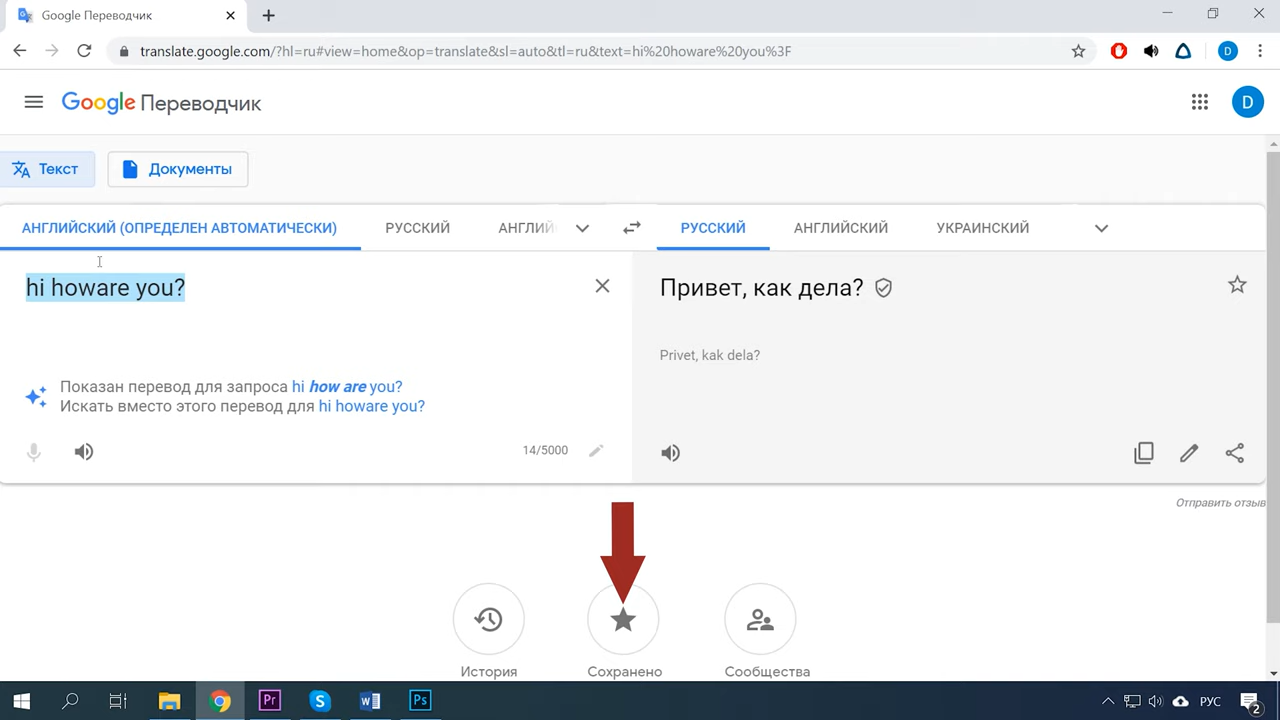 Google Переводчик
translate.google.com/?hl=ru#view=home&op=translate&sl=auto&tl=ru&text=hi%20howare%20you%3F
D
Google Переводчик
D
Текст
Документы
АНГЛИЙСКИЙ (ОПРЕДЕЛЕН АВТОМАТИЧЕСКИ)
РУССКИЙ
АНГЛИЙ
РУССКИЙ
АНГЛИЙСКИЙ
УКРАИНСКИЙ
hi howare you?
Привет, как дела?
Privet, kak dela?
Показан перевод для запроса hi how are you?
Искать вместо этого перевод для hi howare you?
14/5000
Отправить отзыв
История
Сохранено
Сообщества
Pr
S
W
Ps
РУС
2